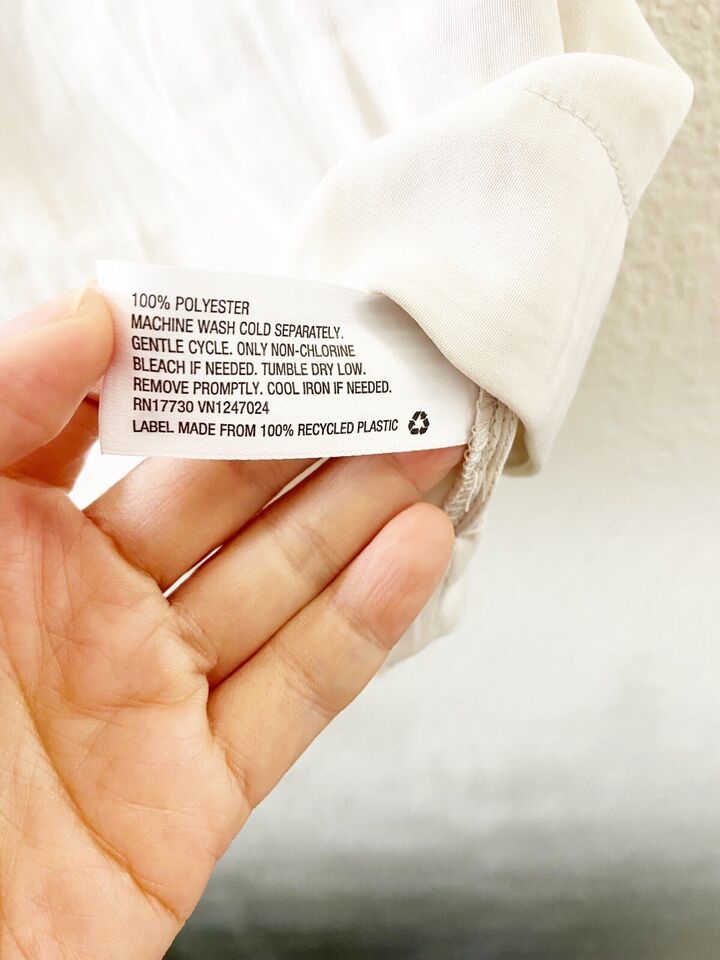 100% POLYESTER
MACHINE WASH COLD SEPARATELY.
GENTLE CYCLE. ONLY NON-CHLORINE
BLEACH IF NEEDED. TUMBLE DRY LOW.
REMOVE PROMPTLY. COOL IRON IF NEEDED.
RN17730 VN1247024
LABEL MADE FROM 100% RECYCLED PLASTIC